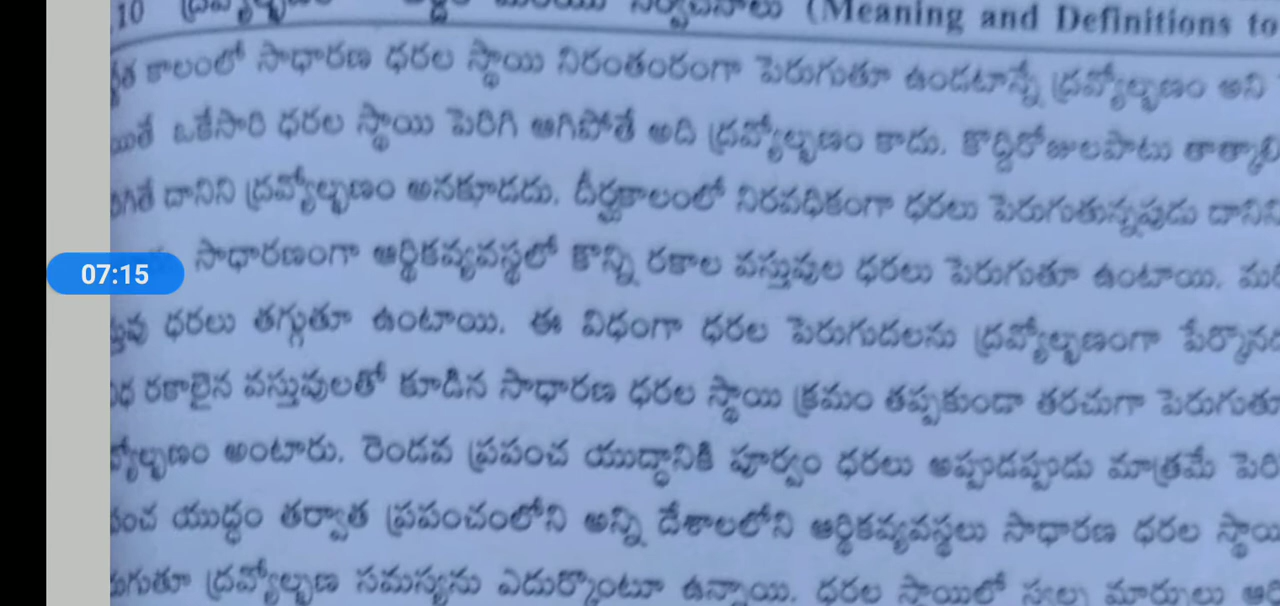 .10 ద్రవ్యోల్బణం - అర్థం మరియు నిర్వచనాలు (Meaning and Definitions to
కాలంలో సాధారణ ధరల స్థాయి నిరంతరంగా పెరుగుతూ ఉండటాన్నే ద్రవ్యోల్బణం అని
ఒకేసారి ధరల స్థాయి పెరిగి ఆగిపోతే అది ద్రవ్యోల్బణం కాదు. కొద్దిరోజులపాటు
దానిని ద్రవ్యోల్బణం అనకూడదు. దీర్ఘకాలంలో నిరవధికంగా ధరలు పెరుగుతున్నపుడు
07:15 సాధారణంగా ఆర్థికవ్యవస్థలో కొన్ని రకాల వస్తువుల ధరలు పెరుగుతూ ఉంటాయి.
ధరలు తగ్గుతూ ఉంటాయి. ఈ విధంగా ధరల పెరుగుదలను ద్రవ్యోల్బణంగా
రకాలైన వస్తువులతో కూడిన సాధారణ ధరల స్థాయి క్రమం తప్పకుండా తరచుగా పెరుగుతూ
అంటారు. రెండవ ప్రపంచ యుద్ధానికి పూర్వం ధరలు అప్పుడప్పుడు మాత్రమే
యుద్ధం తర్వాత ప్రపంచంలోని అన్ని దేశాలలోని ఆర్థికవ్యవస్థలు సాధారణ ధరల స్థాయి
ద్రవ్యోల్బణ సమస్యను ఎదుర్కొంటూ ఉన్నాయి. ధరల స్థాయిలో స్వల్ప మార్పులు